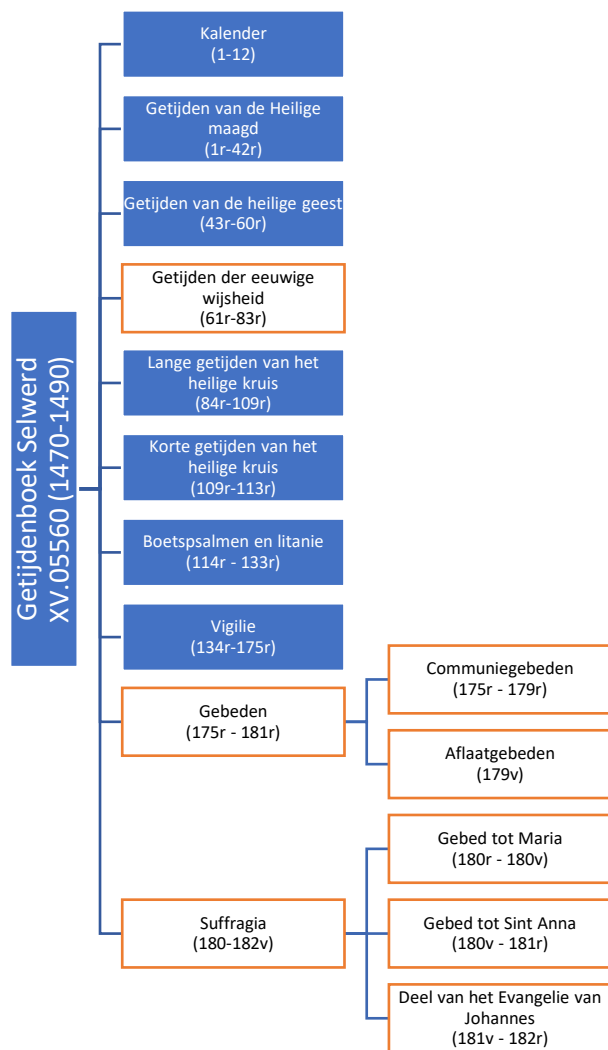 Getijdenboek Selwerd
XV.05560 (1470-1490)
Kalender
(1-12)
Getijden van de Heilige
maagd
(1r-42r)
Getijden van de heilige geest
(43r-60r)
Getijden der eeuwige
wijsheid
(61r-83r)
Lange getijden van het
heilige kruis
(84r-109r)
Korte getijden van het
heilige kruis
(109r-113r)
Boetspsalmen en litanie
(114r - 133r)
Vigilie
(134r-175r)
Gebeden
(175r - 181r)
Communiegebeden
(175r - 179r)
Aflaatgebeden
(179v)
Suffragia
(180-182v)
Gebed tot Maria
(180r - 180v)
Gebed tot Sint Anna
(180v - 181r)
Deel van het Evangelie van
Johannes
(181v - 182r)